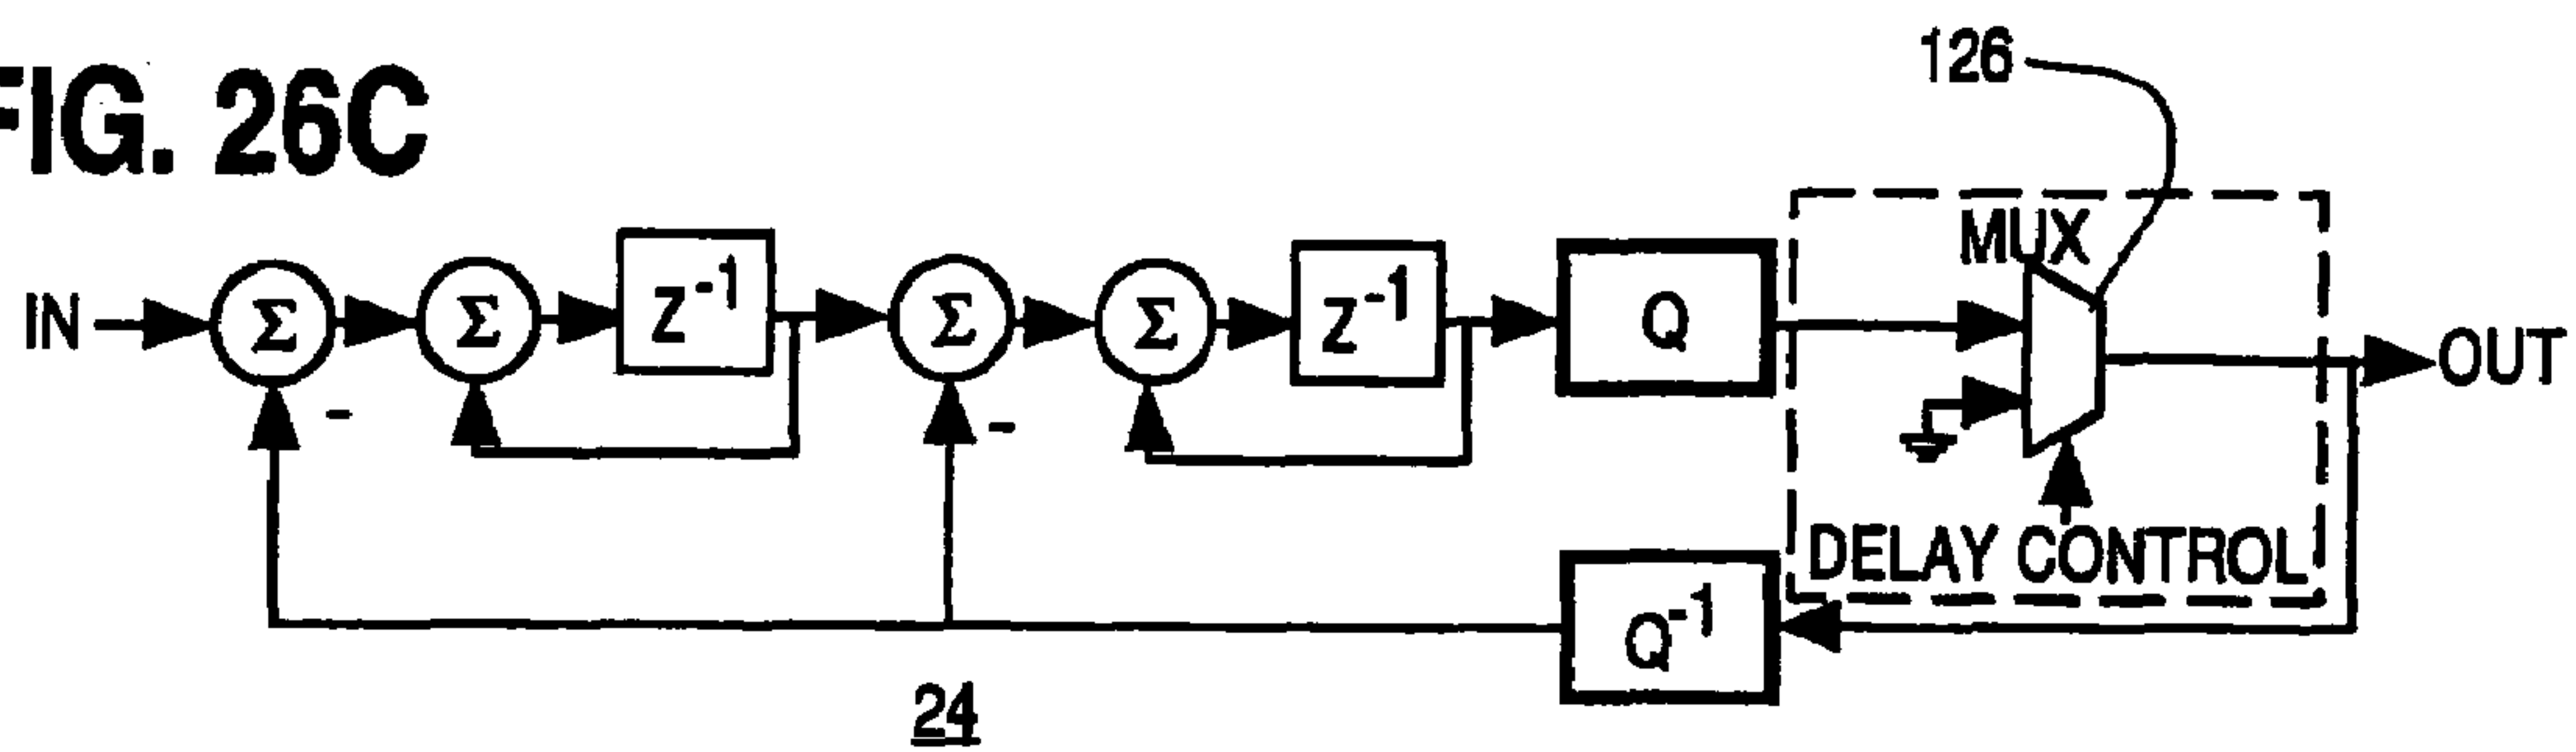 FIG. 26C
126
MUX
IN
Σ
Σ
Z-1
Σ
Σ
Z-1
Q
OUT
DELAY CONTROL
-
-
Q-1
24